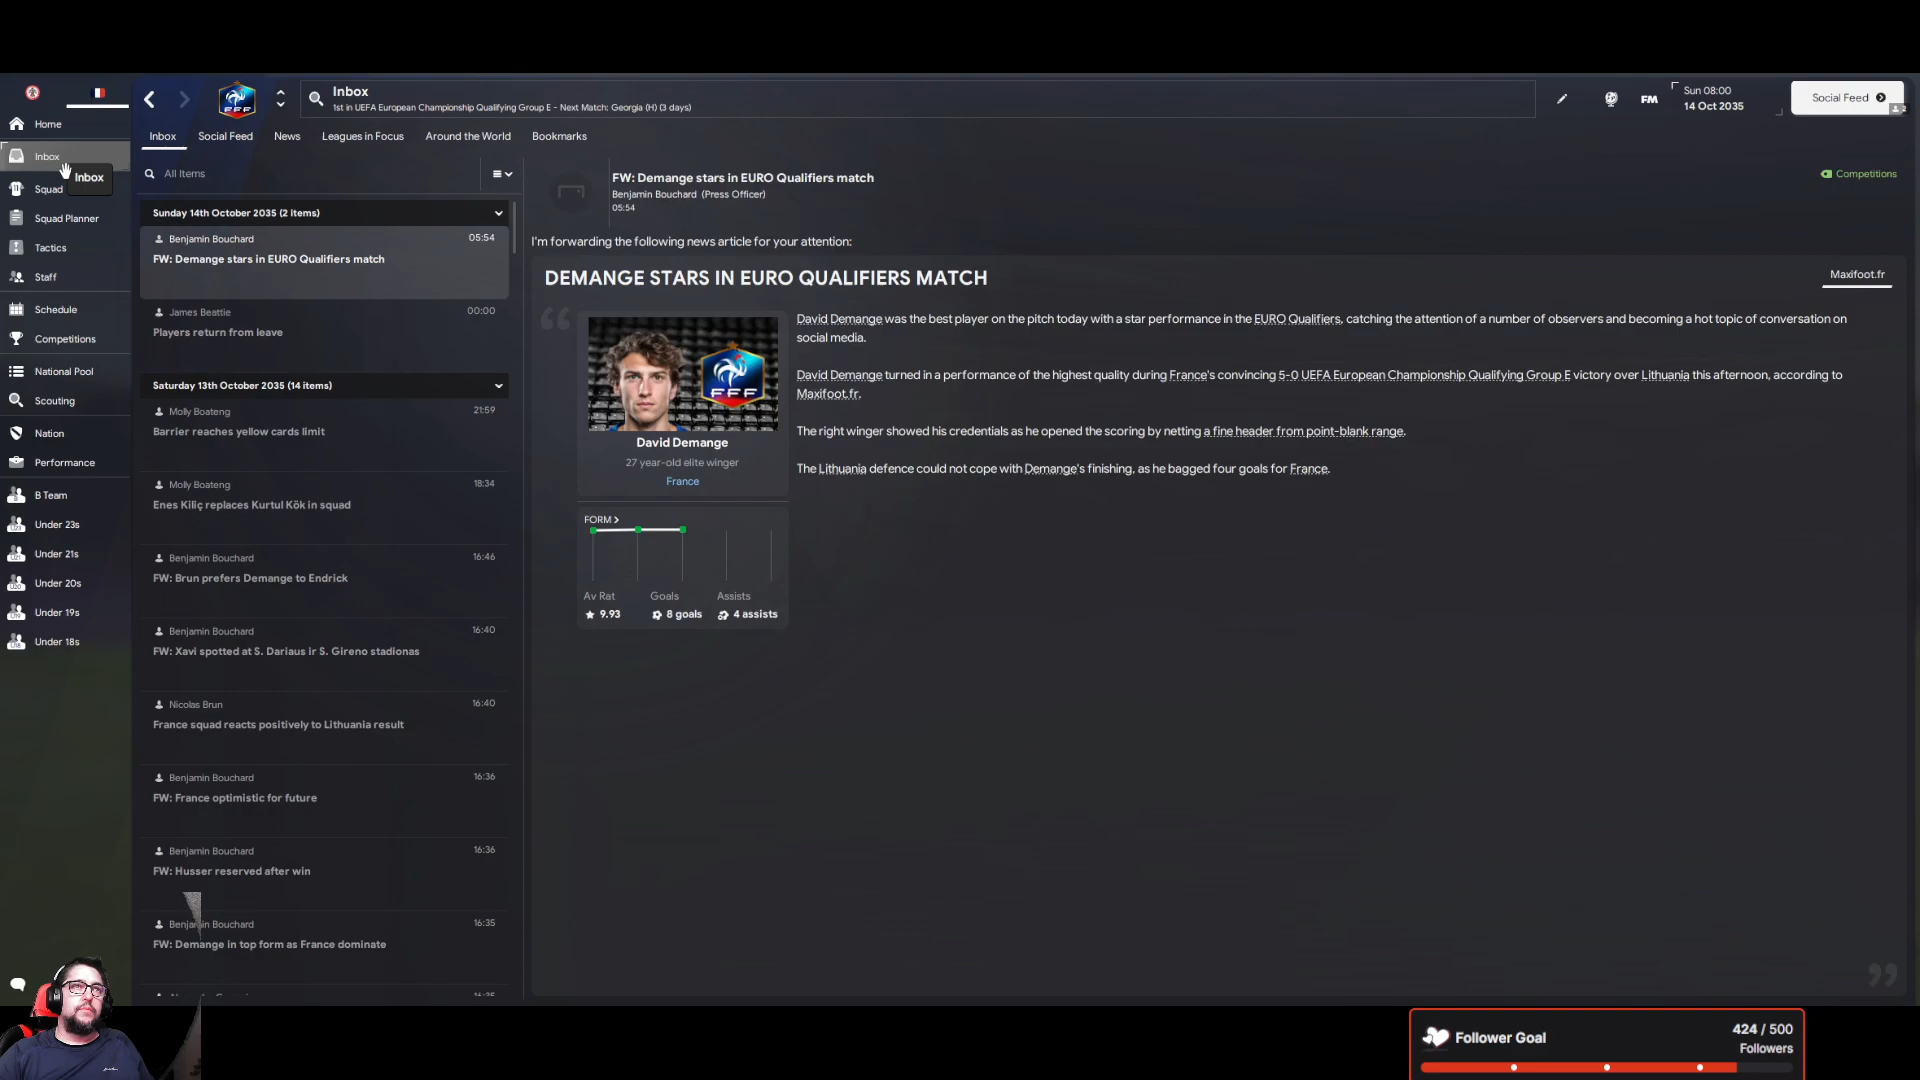 Inbox
1st in UEFA European Championship Qualifying Group E - Next Match: Georgia (H) (3 days)
FM
Sun 08:00
14 Oct 2035
Social Feed
2
Home
Inbox
Inbox
Squad
Squad Planner
Tactics
Staff
Schedule
Competitions
National Pool
Scouting
Nation
Performance
B Team
Under 23s
Under 21s
Under 20s
Under 19s
Under 18s
Inbox
Social Feed
News
Leagues in Focus
Around the World
Bookmarks
All Items
Sunday 14th October 2035 (2 items)
Benjamin Bouchard
05:54
FW: Demange stars in EURO Qualifiers match
James Beattie
00:00
Players return from leave
Saturday 13th October 2035 (14 items)
Molly Boateng
21:59
Barrier reaches yellow cards limit
Molly Boateng
18:34
Enes Kiliç replaces Kurtul Kök in squad
Benjamin Bouchard
16:46
FW: Brun prefers Demange to Endrick
Benjamin Bouchard
16:40
FW: Xavi spotted at S. Dariaus ir S. Gireno stadionas
Nicolas Brun
16:40
France squad reacts positively to Lithuania result
Benjamin Bouchard
16:36
FW: France optimistic for future
Benjamin Bouchard
16:36
FW: Husser reserved after win
Benjamin Bouchard
16:35
FW: Demange in top form as France dominate
FW: Demange stars in EURO Qualifiers match
Benjamin Bouchard (Press Officer)
05:54
Competitions
I'm forwarding the following news article for your attention:
DEMANGE STARS IN EURO QUALIFIERS MATCH
Maxifoot.fr
FFF
David Demange
27 year-old elite winger
France
FORM
Av Rat
Goals
Assists
9.93
8 goals
4 assists
David Demange was the best player on the pitch today with a star performance in the EURO Qualifiers, catching the attention of a number of observers and becoming a hot topic of conversation on
social media.
David Demange turned in a performance of the highest quality during France's convincing 5-0 UEFA European Championship Qualifying Group E victory over Lithuania this afternoon, according to
Maxifoot.fr.
The right winger showed his credentials as he opened the scoring by netting a fine header from point-blank range.
The Lithuania defence could not cope with Demange's finishing, as he bagged four goals for France.
Follower Goal
424 / 500
Followers